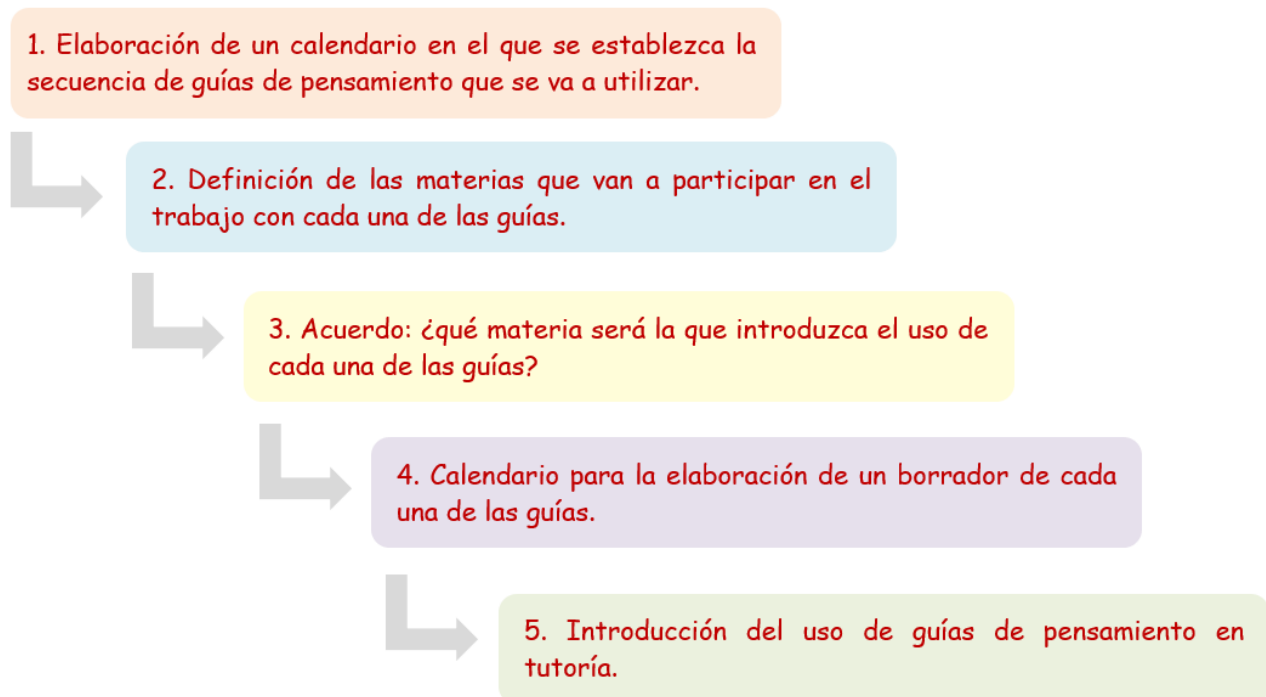 1. Elaboración de un calendario en el que se establezca la
secuencia de guías de pensamiento que se va a utilizar.
2. Definición de las materias que van a participar en el
trabajo con cada una de las guías.
3. Acuerdo: ¿qué materia será la que introduzca el uso de
cada una de las guías?
4. Calendario para la elaboración de un borrador de cada
una de las guías.
5. Introducción del uso de guías de pensamiento en
tutoría.